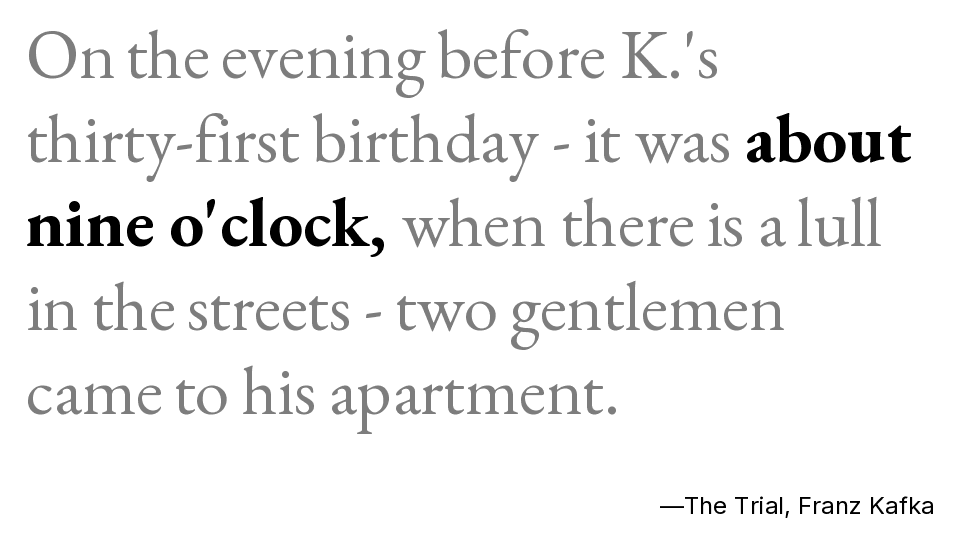 On the evening before K.'s
thirty-first birthday - it was about
nine o'clock, when there is a lull
in the streets - two gentlemen
came to his apartment.
—The Trial, Franz Kafka